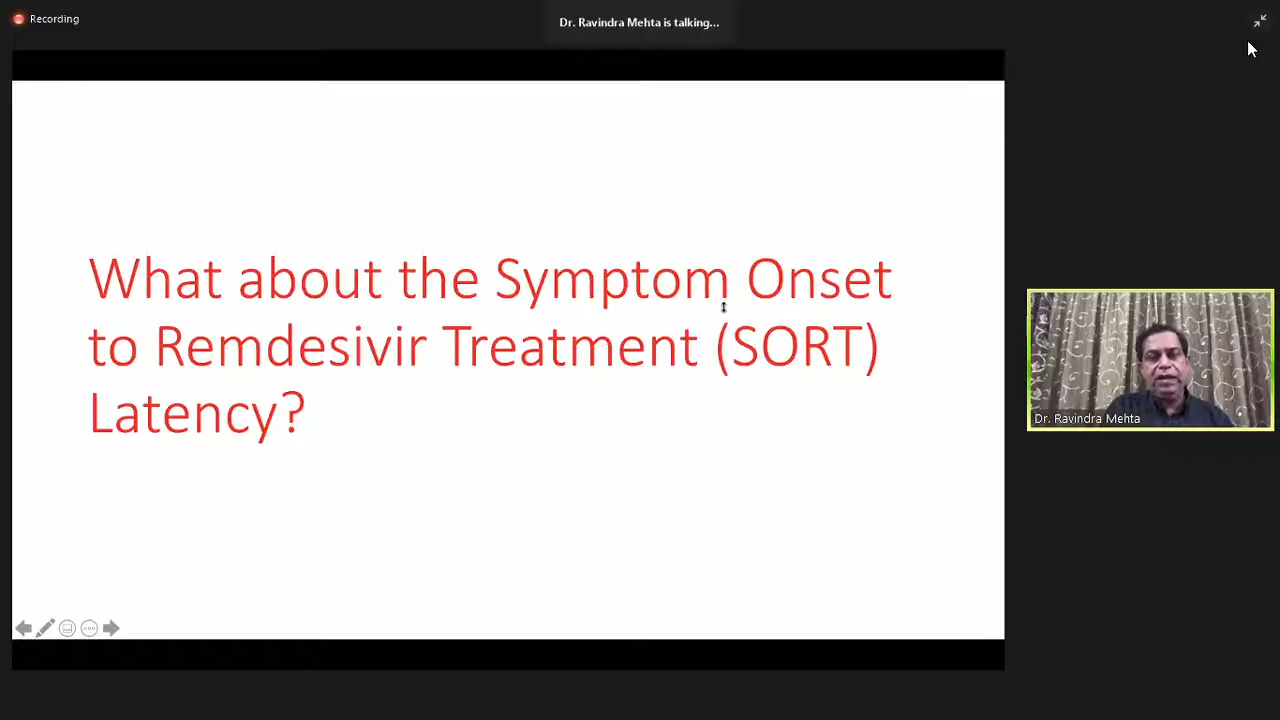 Recording
Dr. Ravindra Mehta is talking...
What about the Symptom Onset
to Remdesivir Treatment (SORT)
Latency?
Dr. Ravindra Mehta